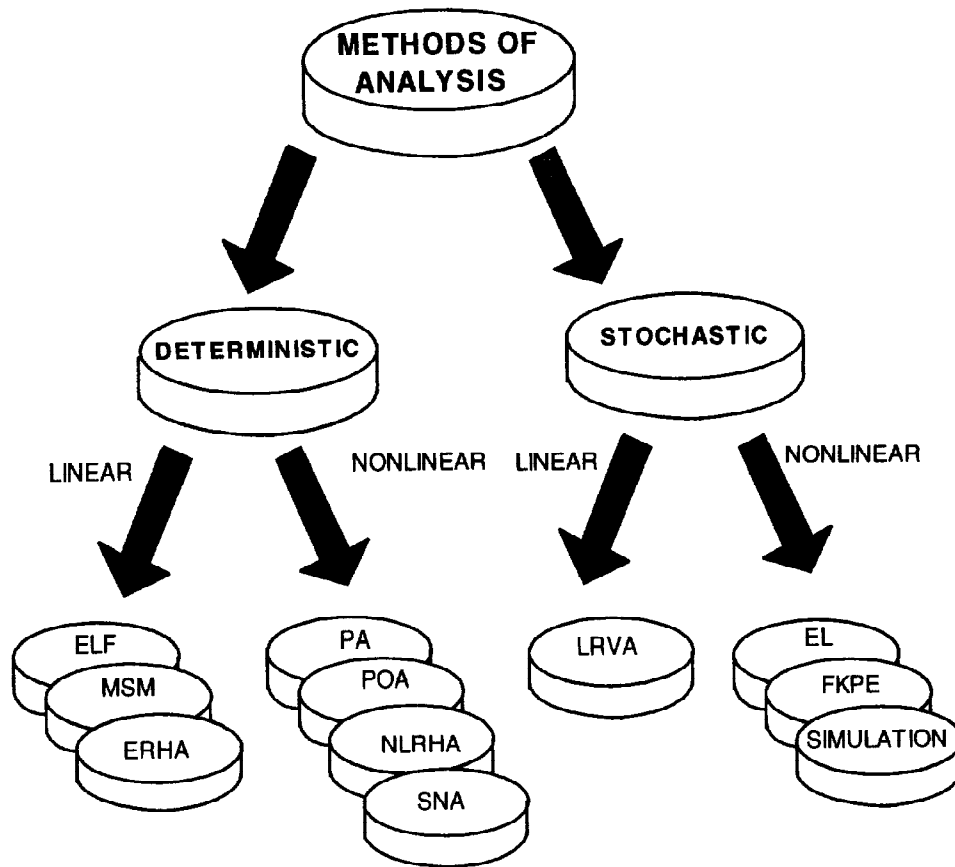 METHODS OF
ANALYSIS
DETERMINISTIC
STOCHASTIC
LINEAR
NONLINEAR
LINEAR
NONLINEAR
ELF
MSM
ERHA
PA
POA
NLRHA
SNA
LRVA
EL
FKPE
SIMULATION